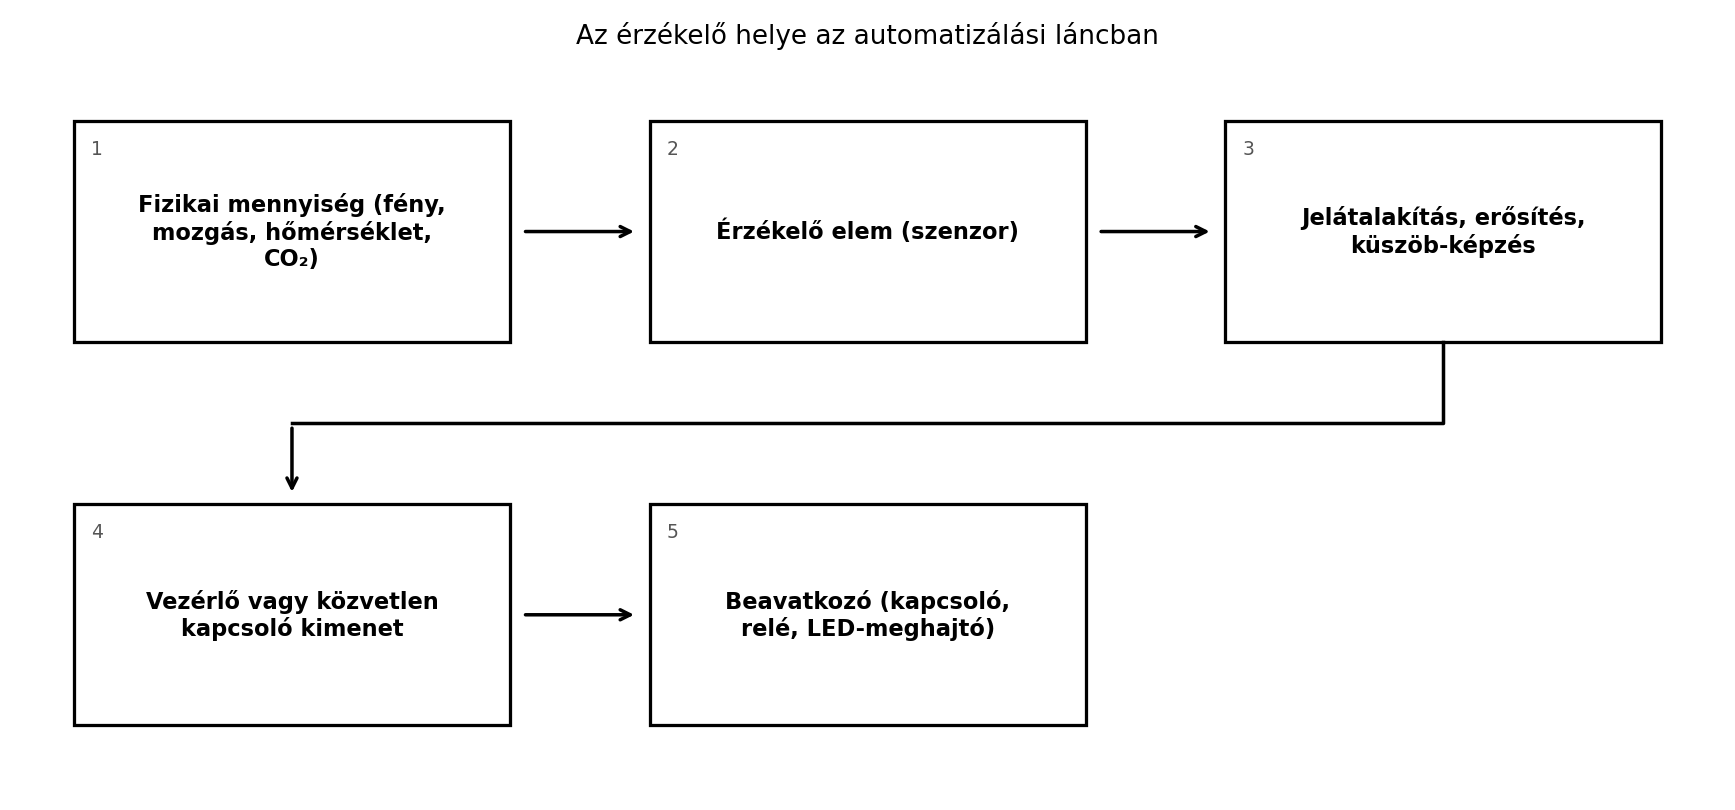 Az érzékelő helye az automatizálási láncban
1
Fizikai mennyiség (fény,
mozgás, hőmérséklet,
CO₂)
2
Érzékelő elem (szenzor)
3
Jelátalakítás, erősítés,
küszöb-képzés
4
Vezérlő vagy közvetlen
kapcsoló kimenet
5
Beavatkozó (kapcsoló,
relé, LED-meghajtó)